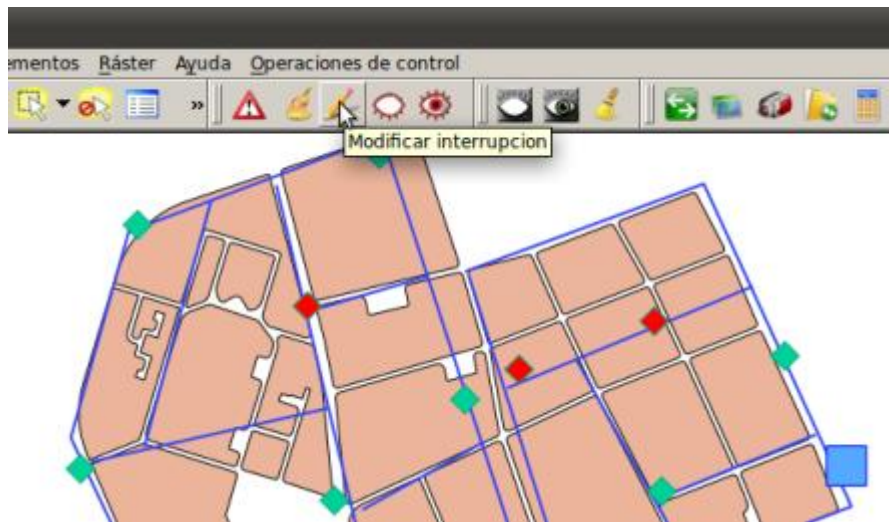 ementos Ráster Ayuda Operaciones de control
»
Modificar interrupcion